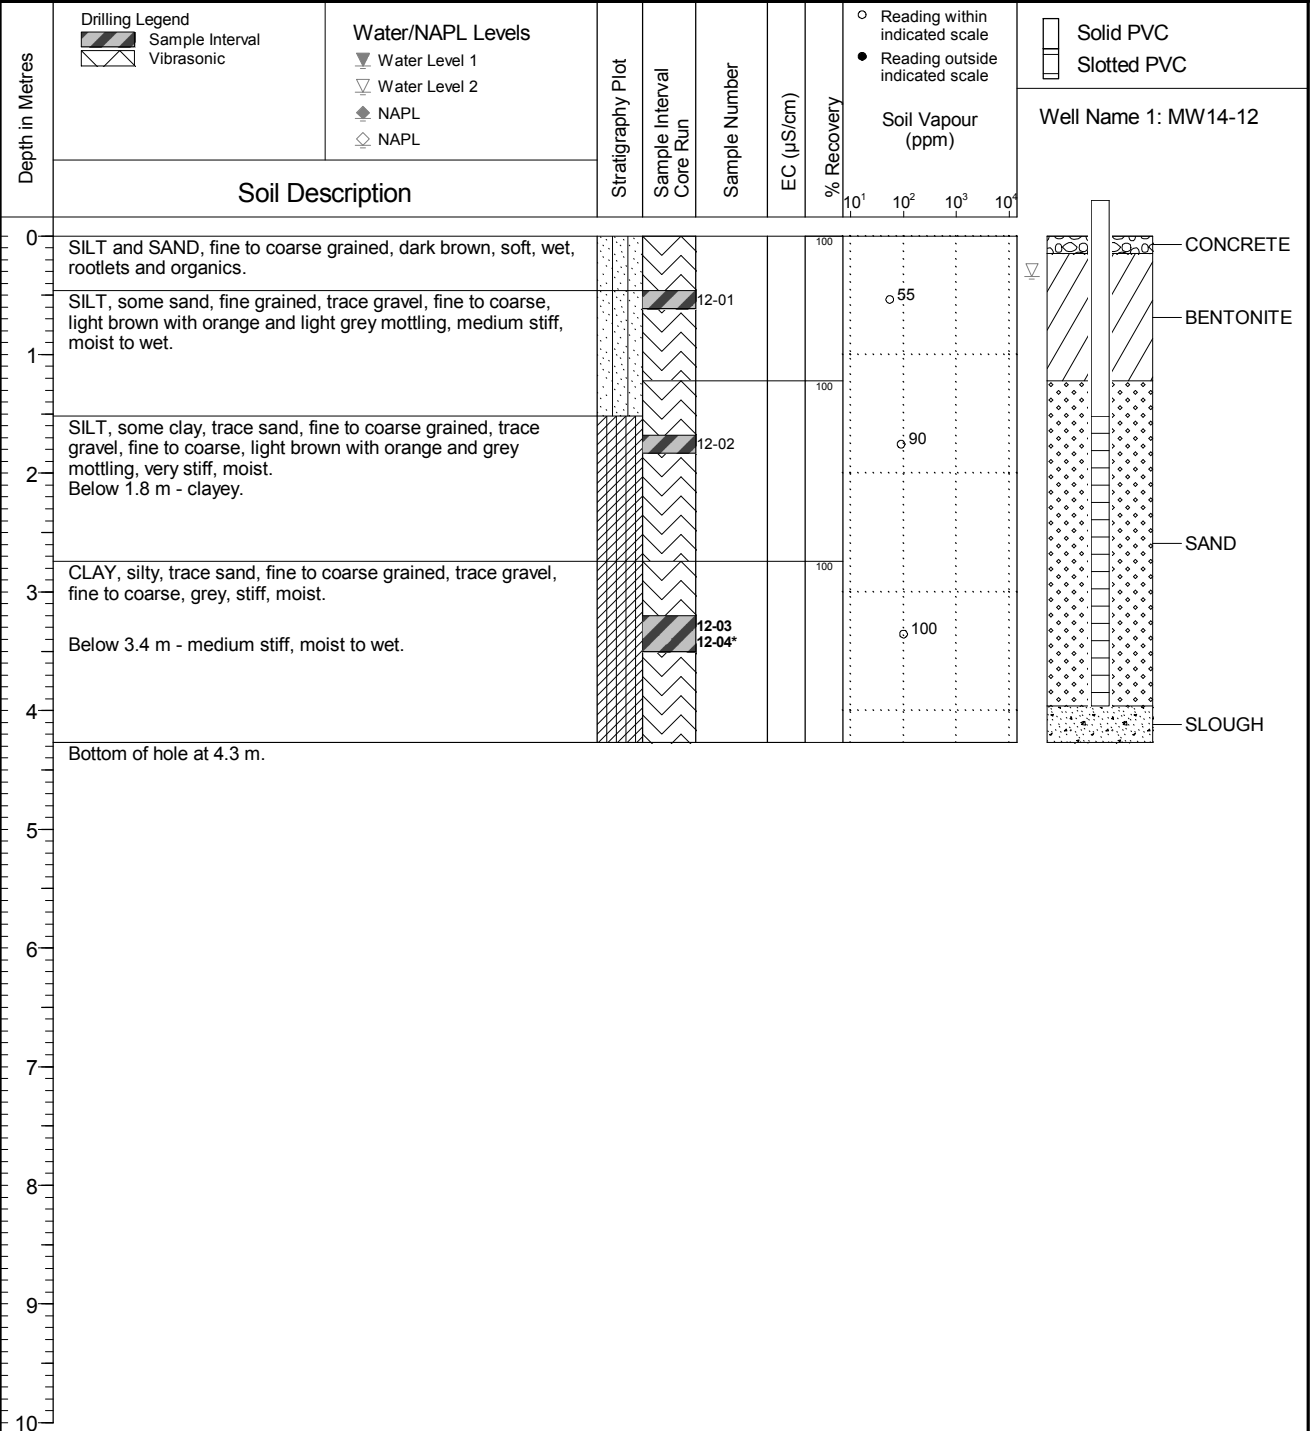 Drilling Legend
Sample Interval
Vibrasonic
Water/NAPL Levels
Water Level 1
Water Level 2
NAPL
NAPL
Depth in Metres
Soil Description
Stratigraphy Plot
Sample Interval
Core Run
Sample Number
EC (µS/cm)
% Recovery
Reading within
indicated scale
Reading outside
indicated scale
Soil Vapour
(ppm)
10¹ 10² 10³ 10⁴
Solid PVC
Slotted PVC
Well Name 1: MW14-12
0
SILT and SAND, fine to coarse grained, dark brown, soft, wet,
rootlets and organics.
100
CONCRETE
SILT, some sand, fine grained, trace gravel, fine to coarse,
light brown with orange and light grey mottling, medium stiff,
moist to wet.
12-01
55
BENTONITE
1
100
SILT, some clay, trace sand, fine to coarse grained, trace
gravel, fine to coarse, light brown with orange and grey
mottling, very stiff, moist.
Below 1.8 m - clayey.
12-02
90
2
SAND
CLAY, silty, trace sand, fine to coarse grained, trace gravel,
fine to coarse, grey, stiff, moist.
100
3
Below 3.4 m - medium stiff, moist to wet.
12-03
12-04*
100
4
SLOUGH
Bottom of hole at 4.3 m.
5
6
7
8
9
10